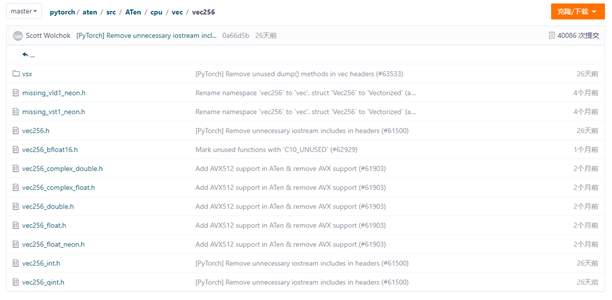 master pytorch / aten / src / ATen / cpu / vec / vec256 克隆/下载
Scott Wolchok [PyTorch] Remove unnecessary iostream incl... 0a66d5b 26天前 40086 次提交
..
vsx [PyTorch] Remove unused dump() methods in vec headers (#63533) 26天前
missing_vld1_neon.h Rename namespace `vec256` to `vec`, struct `Vec256` to `Vectorized` (a... 4个月前
missing_vst1_neon.h Rename namespace `vec256` to `vec`, struct `Vec256` to `Vectorized` (a... 4个月前
vec256.h [PyTorch] Remove unnecessary iostream includes in headers (#61500) 26天前
vec256_bfloat16.h Mark unused functions with `C10_UNUSED` (#62929) 1个月前
vec256_complex_double.h Add AVX512 support in ATen & remove AVX support (#61903) 2个月前
vec256_complex_float.h Add AVX512 support in ATen & remove AVX support (#61903) 2个月前
vec256_double.h Add AVX512 support in ATen & remove AVX support (#61903) 2个月前
vec256_float.h Add AVX512 support in ATen & remove AVX support (#61903) 2个月前
vec256_float_neon.h Add AVX512 support in ATen & remove AVX support (#61903) 2个月前
vec256_int.h [PyTorch] Remove unnecessary iostream includes in headers (#61500) 26天前
vec256_qint.h [PyTorch] Remove unnecessary iostream includes in headers (#61500) 26天前